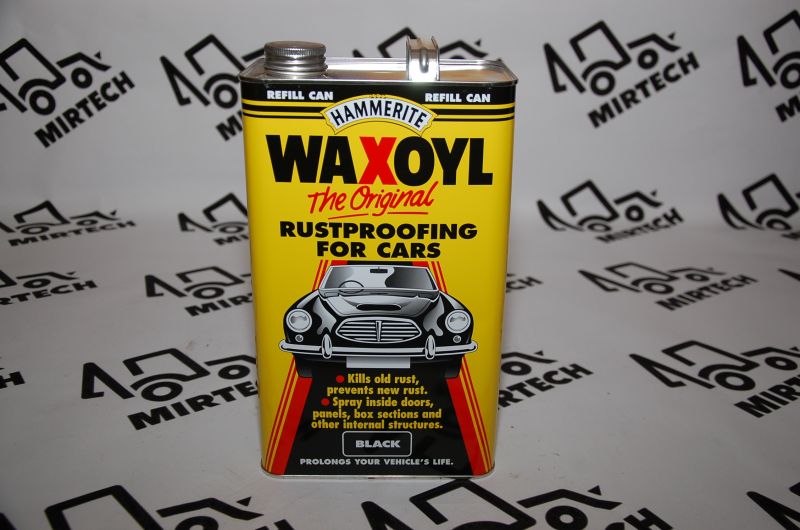 REFILL CAN REFILL CAN
HAMMERITE
WAXOYL
The Original
RUSTPROOFING
FOR CARS
• Kills old rust,
prevents new rust.
• Spray inside doors,
panels, box sections and
other internal structures.
BLACK
PROLONGS YOUR VEHICLE'S LIFE.
MIRTECH
MIRTECH
MIRTECH
MIRTECH
MIRTECH
MIRTECH
MIRTECH
MIRTECH
MIRTECH
MIRTECH